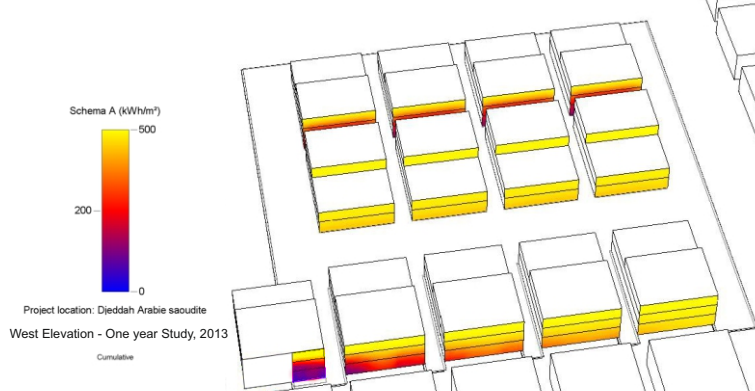 Schema A (kWh/m²)
500
200
0
Project location: Djeddah Arabie saoudite
West Elevation - One year Study, 2013
Cumulative